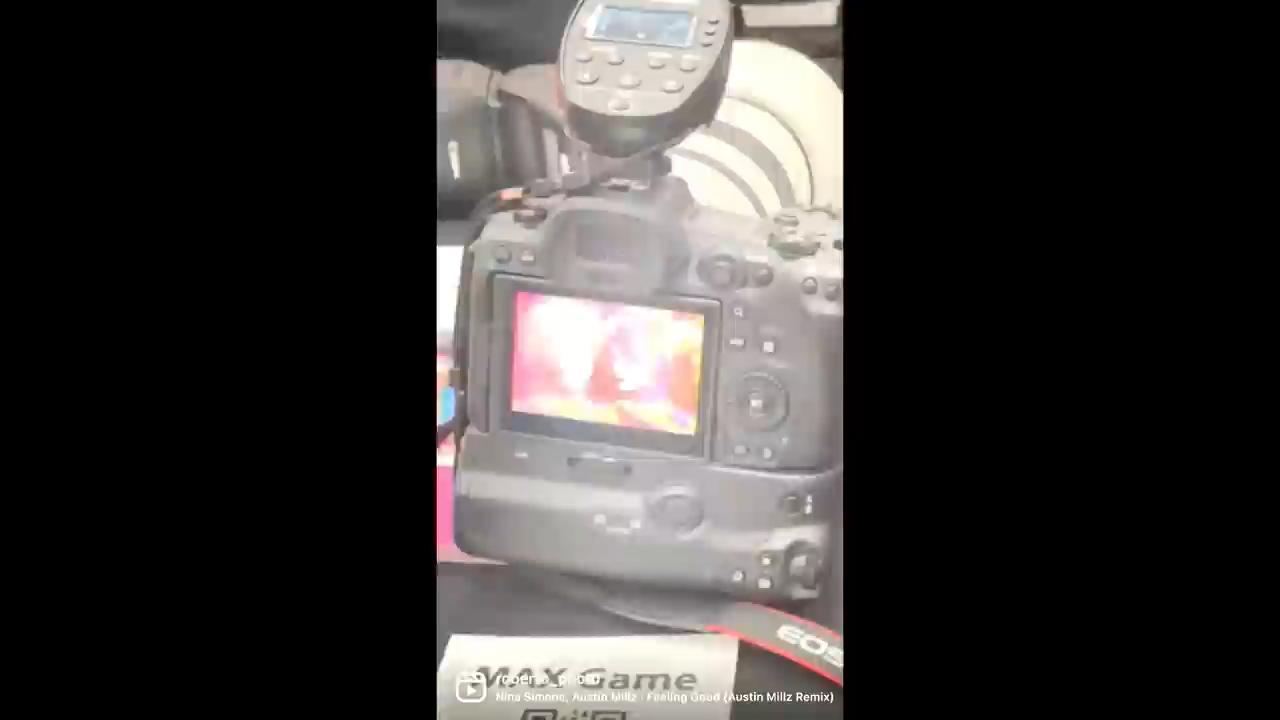 EOS
MAX Game
Nina Simone, Austin Millz · Feeling Good (Austin Millz Remix)